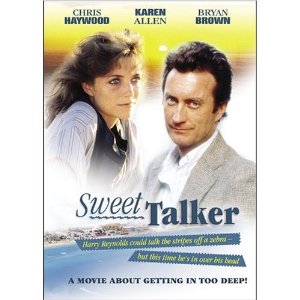 CHRIS HAYWOOD
KAREN ALLEN
BRYAN BROWN
Sweet
Talker
Harry Reynolds could talk the stripes off a zebra—
but this time he's in over his head
A MOVIE ABOUT GETTING IN TOO DEEP!